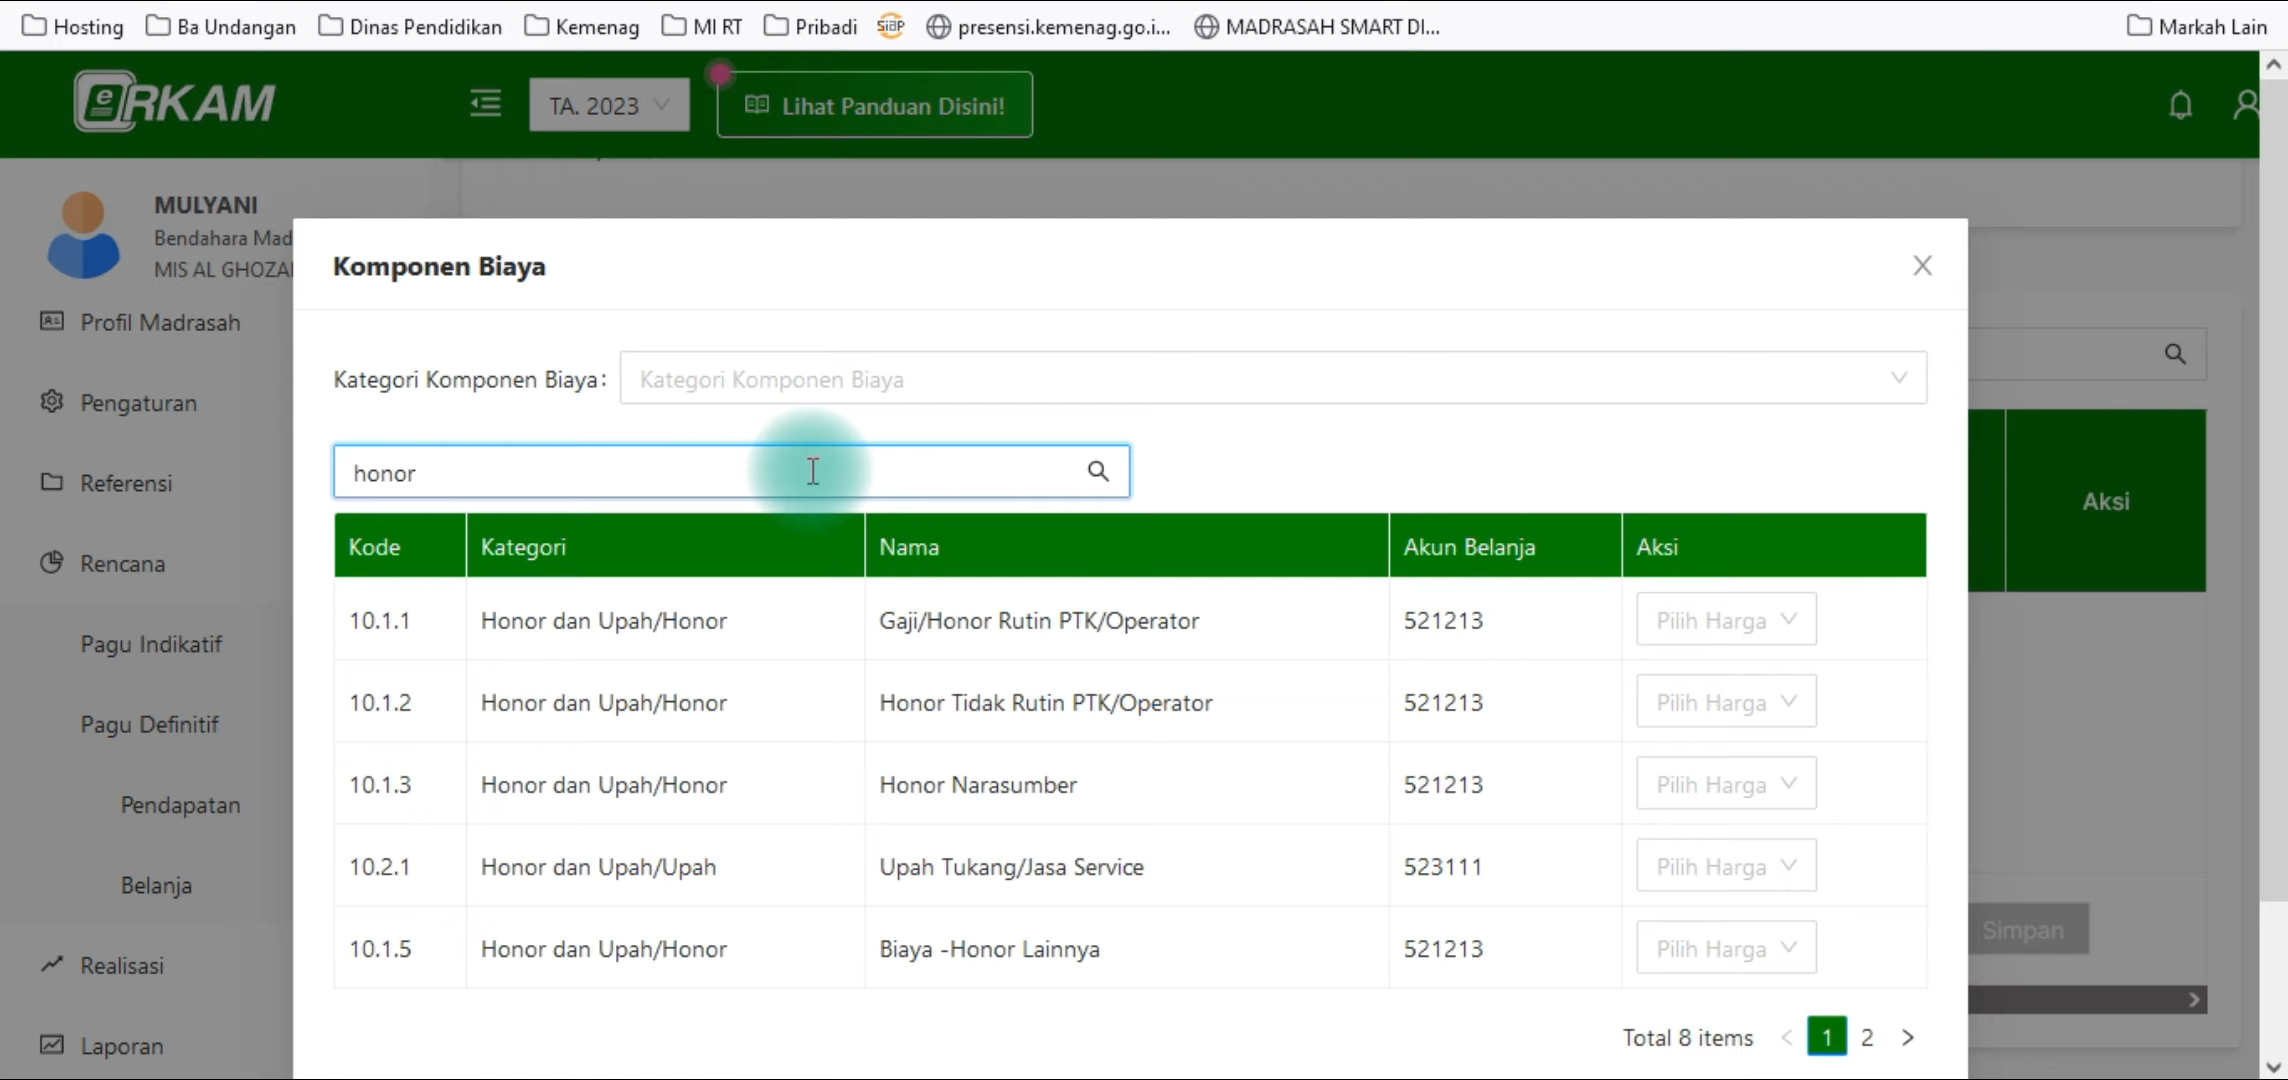 Hosting Ba Undangan Dinas Pendidikan Kemenag MI RT Pribadi siap presensi.kemenag.go.i... MADRASAH SMART DI... Markah Lain
eRKAM TA. 2023 Lihat Panduan Disini!
MULYANI
Bendahara Mad
MIS AL GHOZA
Profil Madrasah
Pengaturan
Referensi
Rencana
Pagu Indikatif
Pagu Definitif
Pendapatan
Belanja
Realisasi
Laporan
Komponen Biaya
Kategori Komponen Biaya: Kategori Komponen Biaya
honor
Kode Kategori Nama Akun Belanja Aksi
10.1.1 Honor dan Upah/Honor Gaji/Honor Rutin PTK/Operator 521213 Pilih Harga
10.1.2 Honor dan Upah/Honor Honor Tidak Rutin PTK/Operator 521213 Pilih Harga
10.1.3 Honor dan Upah/Honor Honor Narasumber 521213 Pilih Harga
10.2.1 Honor dan Upah/Upah Upah Tukang/Jasa Service 523111 Pilih Harga
10.1.5 Honor dan Upah/Honor Biaya -Honor Lainnya 521213 Pilih Harga
Total 8 items < 1 2 >
Aksi
Simpan